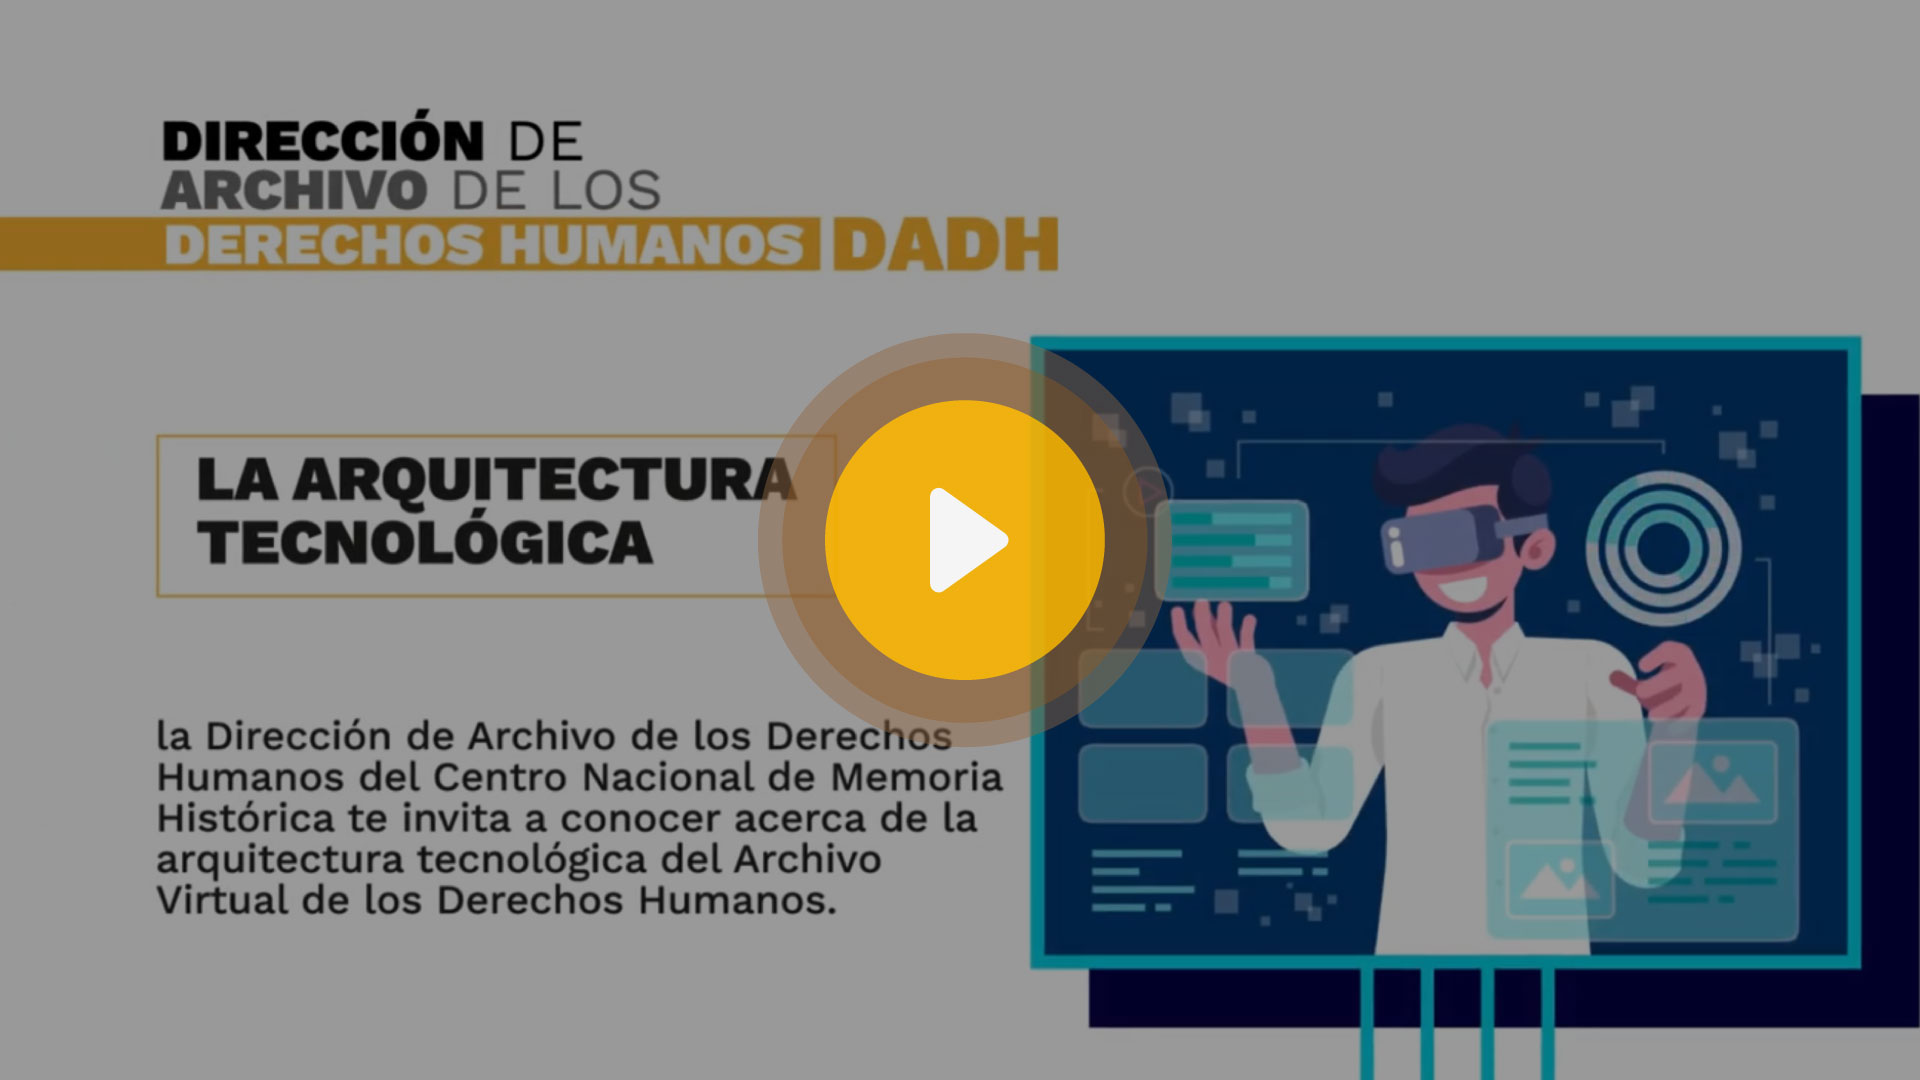 DIRECCIÓN DE
ARCHIVO DE LOS
DERECHOS HUMANOS DADH
LA ARQUITECTURA
TECNOLÓGICA
la Dirección de Archivo de los Derechos
Humanos del Centro Nacional de Memoria
Histórica te invita a conocer acerca de la
arquitectura tecnológica del Archivo
Virtual de los Derechos Humanos.